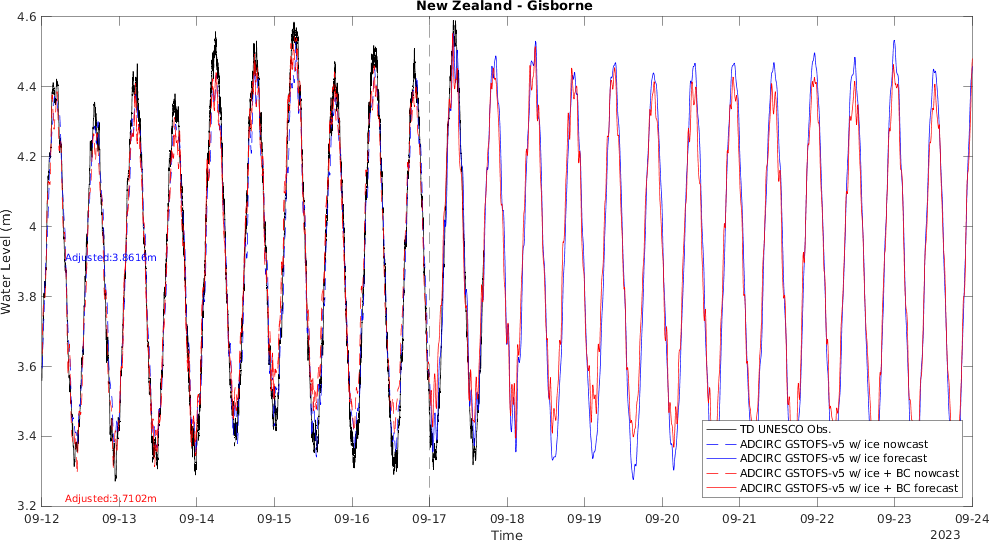 New Zealand - Gisborne
4.6
4.4
4.2
4
3.8
3.6
3.4
3.2
Water Level (m)
Adjusted:3.8616m
Adjusted:3.7102m
TD UNESCO Obs.
ADCIRC GSTOFS-v5 w/ ice nowcast
ADCIRC GSTOFS-v5 w/ ice forecast
ADCIRC GSTOFS-v5 w/ ice + BC nowcast
ADCIRC GSTOFS-v5 w/ ice + BC forecast
09-12 09-13 09-14 09-15 09-16 09-17 09-18 09-19 09-20 09-21 09-22 09-23 09-24
Time
2023